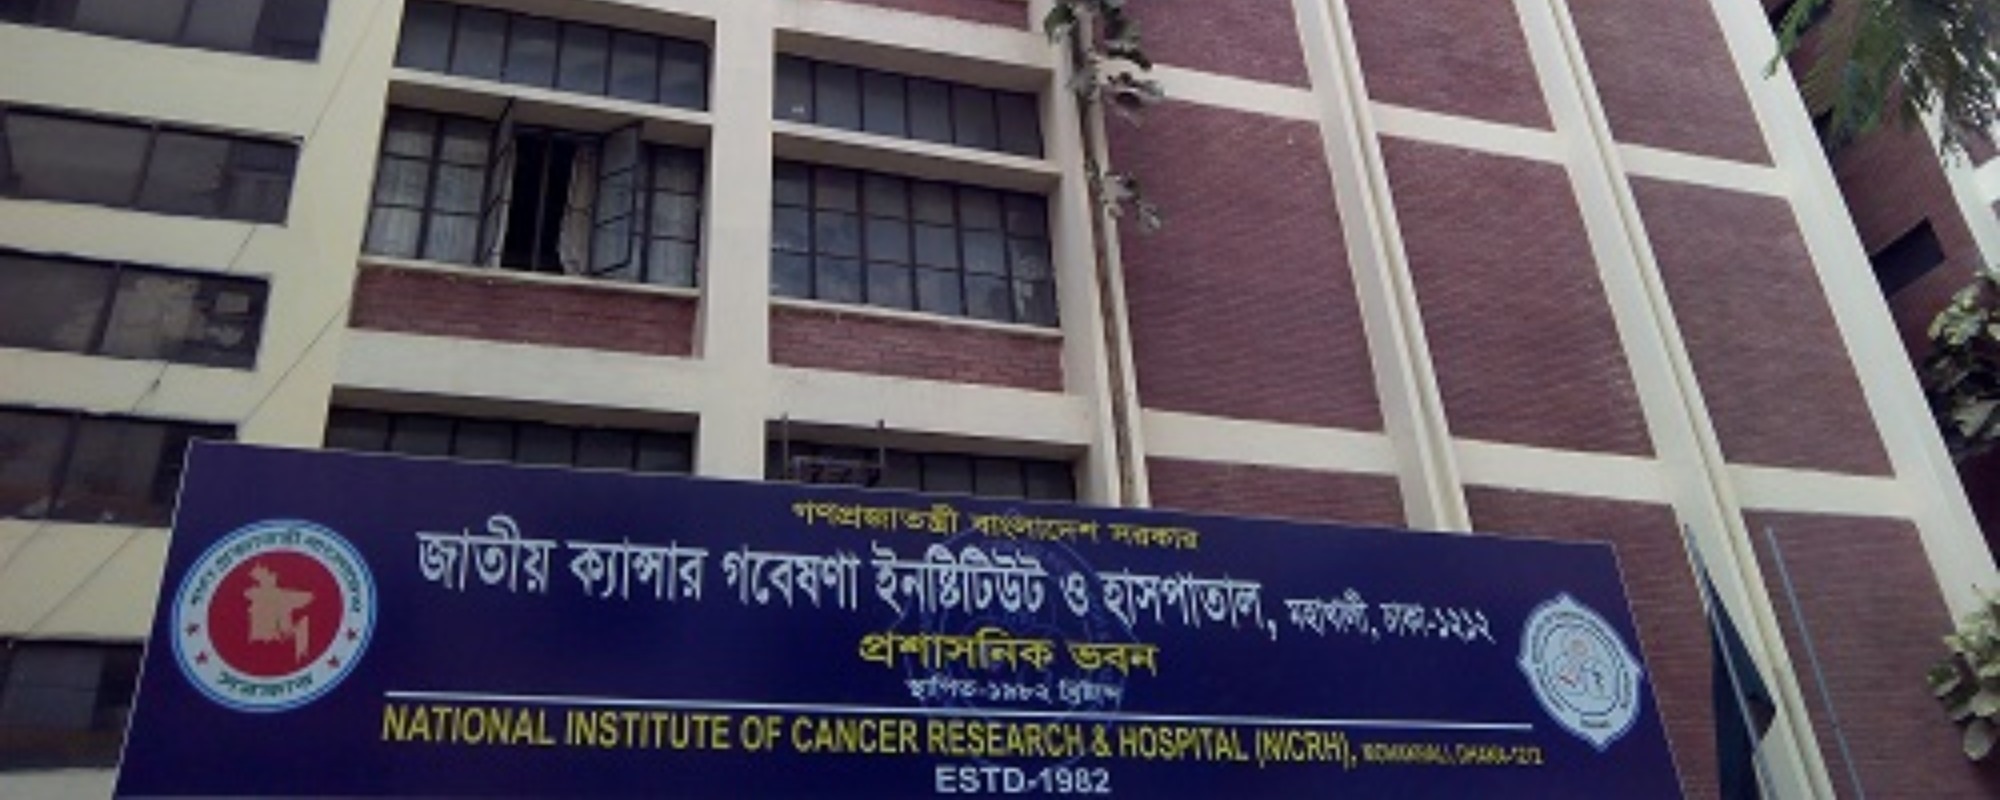 গণপ্রজাতন্ত্রী বাংলাদেশ সরকার
জাতীয় ক্যান্সার গবেষণা ইনষ্টিটিউট ও হাসপাতাল, মহাখালী, ঢাকা-১২১২
প্রশাসনিক ভবন
স্থাপিত-১৯৮২ খ্রিষ্টাব্দ
NATIONAL INSTITUTE OF CANCER RESEARCH & HOSPITAL (NICRH), MOHAKHALI, DHAKA-1212
ESTD-1982